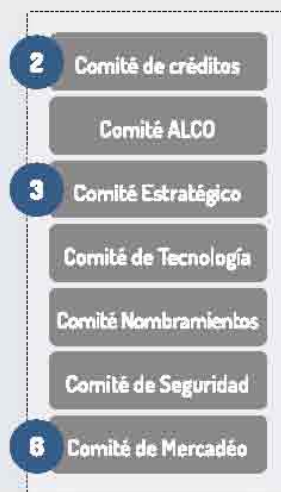 2 Comité de créditos
Comité ALCO
3 Comité Estratégico
Comité de Tecnología
Comité Nombramientos
Comité de Seguridad
6 Comité de Mercadéo